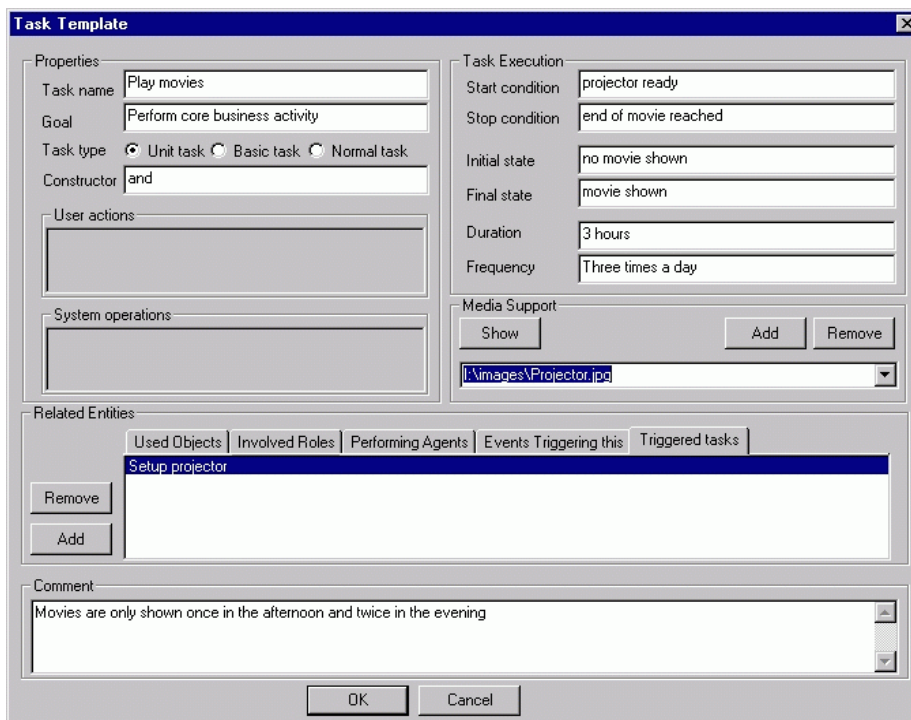 Task Template
Properties
Task name Play movies
Goal Perform core business activity
Task type Unit task Basic task Normal task
Constructor and
User actions
System operations
Task Execution
Start condition projector ready
Stop condition end of movie reached
Initial state no movie shown
Final state movie shown
Duration 3 hours
Frequency Three times a day
Media Support
Show Add Remove
I:\images\Projector.jpg
Related Entities
Used Objects Involved Roles Performing Agents Events Triggering this Triggered tasks
Setup projector
Remove
Add
Comment
Movies are only shown once in the afternoon and twice in the evening
OK Cancel